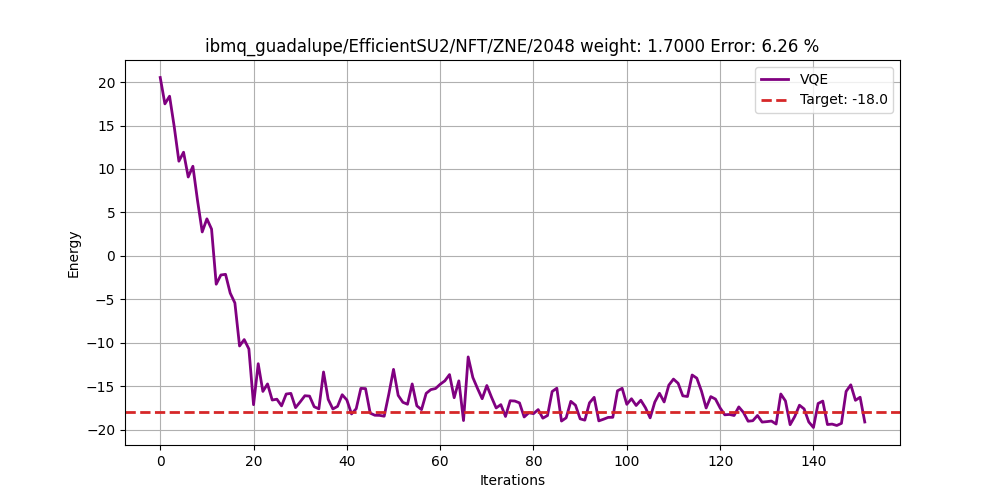 ibmq_guadalupe/EfficientSU2/NFT/ZNE/2048 weight: 1.7000 Error: 6.26 %
VQE
Target: -18.0
Energy
20
15
10
5
0
−5
−10
−15
−20
0 20 40 60 80 100 120 140
Iterations